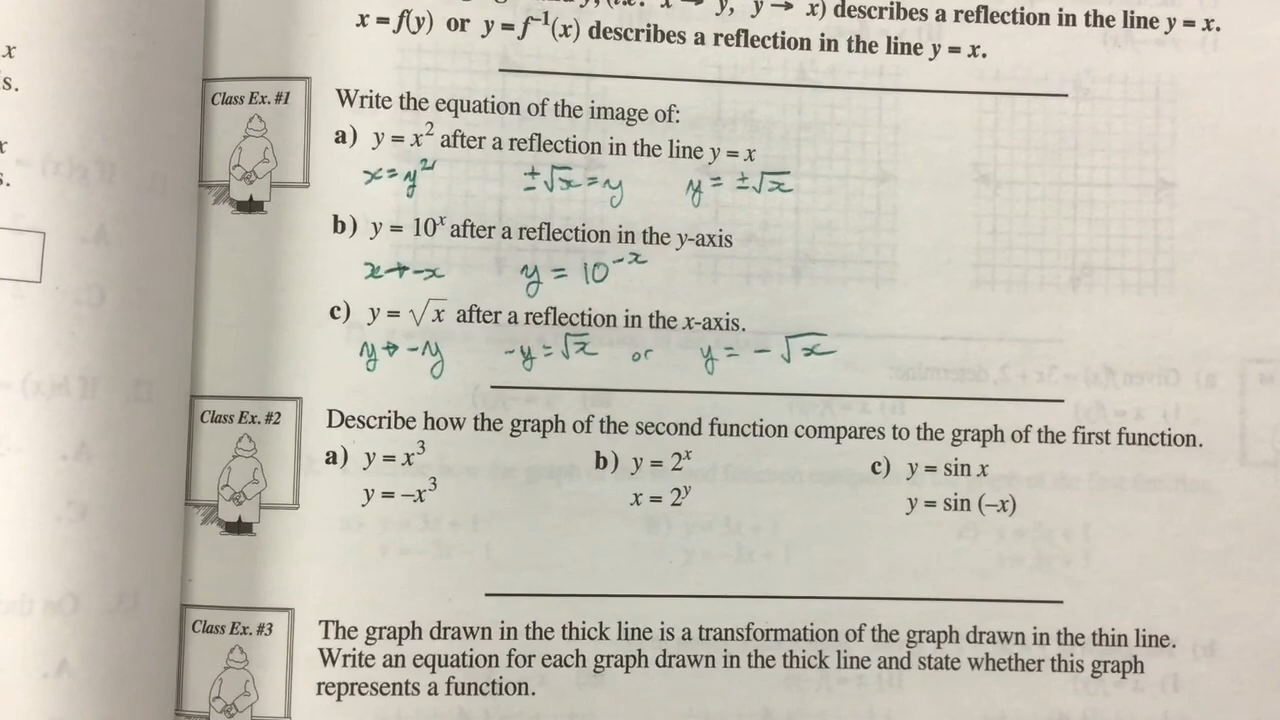 y, y → x) describes a reflection in the line y = x.
x = f(y) or y = f⁻¹(x) describes a reflection in the line y = x.
x
s.
Class Ex. #1
Write the equation of the image of:
a) y = x² after a reflection in the line y = x
x = y² ±√x = y y = ±√x
b) y = 10ˣ after a reflection in the y-axis
x → -x y = 10⁻ˣ
c) y = √x after a reflection in the x-axis.
y → -y -y = √x or y = -√x
Class Ex. #2
Describe how the graph of the second function compares to the graph of the first function.
a) y = x³ b) y = 2ˣ c) y = sin x
y = –x³ x = 2ʸ y = sin (–x)
Class Ex. #3
The graph drawn in the thick line is a transformation of the graph drawn in the thin line.
Write an equation for each graph drawn in the thick line and state whether this graph
represents a function.